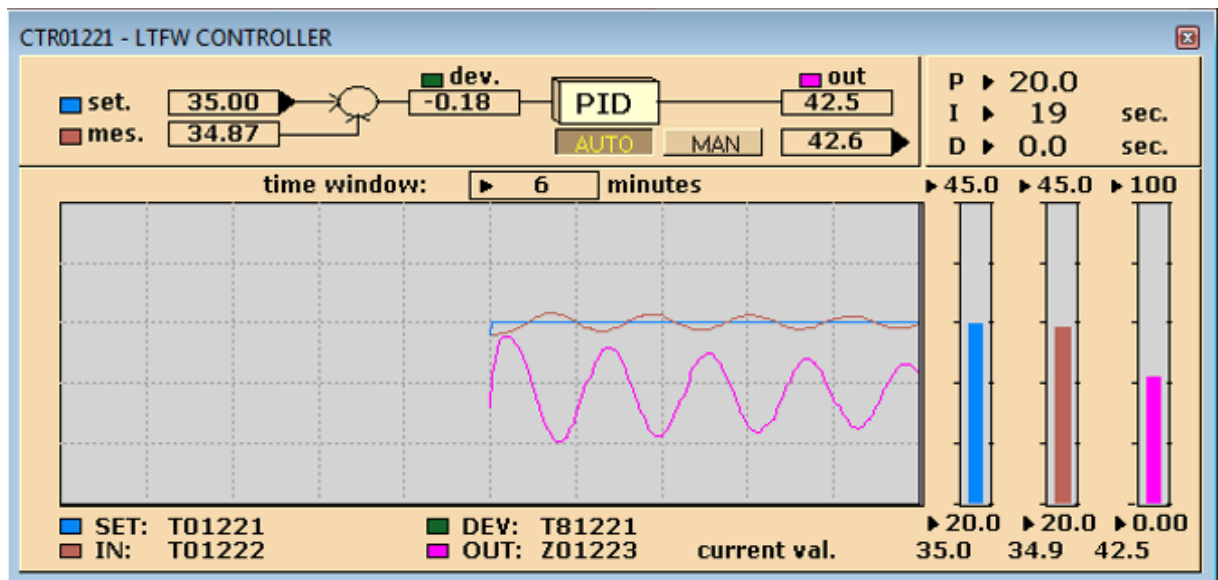 CTR01221 - LTFW CONTROLLER
dev. out P 20.0
set. 35.00 -0.18 PID 42.5 I 19 sec.
mes. 34.87 AUTO MAN 42.6 D 0.0 sec.
time window: 6 minutes 45.0 45.0 100
SET: T01221 DEV: T81221 20.0 20.0 0.00
IN: T01222 OUT: Z01223 current val. 35.0 34.9 42.5